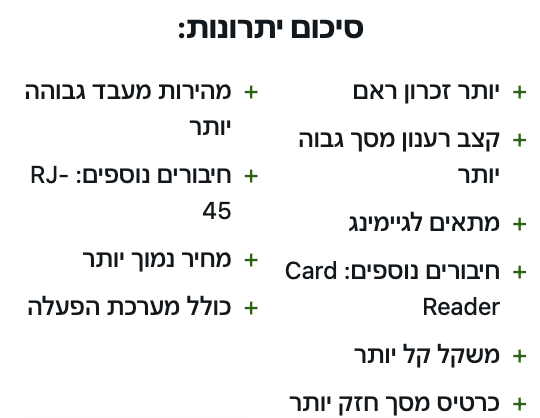 סיכום יתרונות:
+ יותר זכרון ראם
+ קצב רענון מסך גבוה
יותר
+ מתאים לגיימינג
+ חיבורים נוספים: Card
Reader
+ משקל קל יותר
+ כרטיס מסך חזק יותר
+ מהירות מעבד גבוהה
יותר
+ חיבורים נוספים: RJ-
45
+ מחיר נמוך יותר
+ כולל מערכת הפעלה